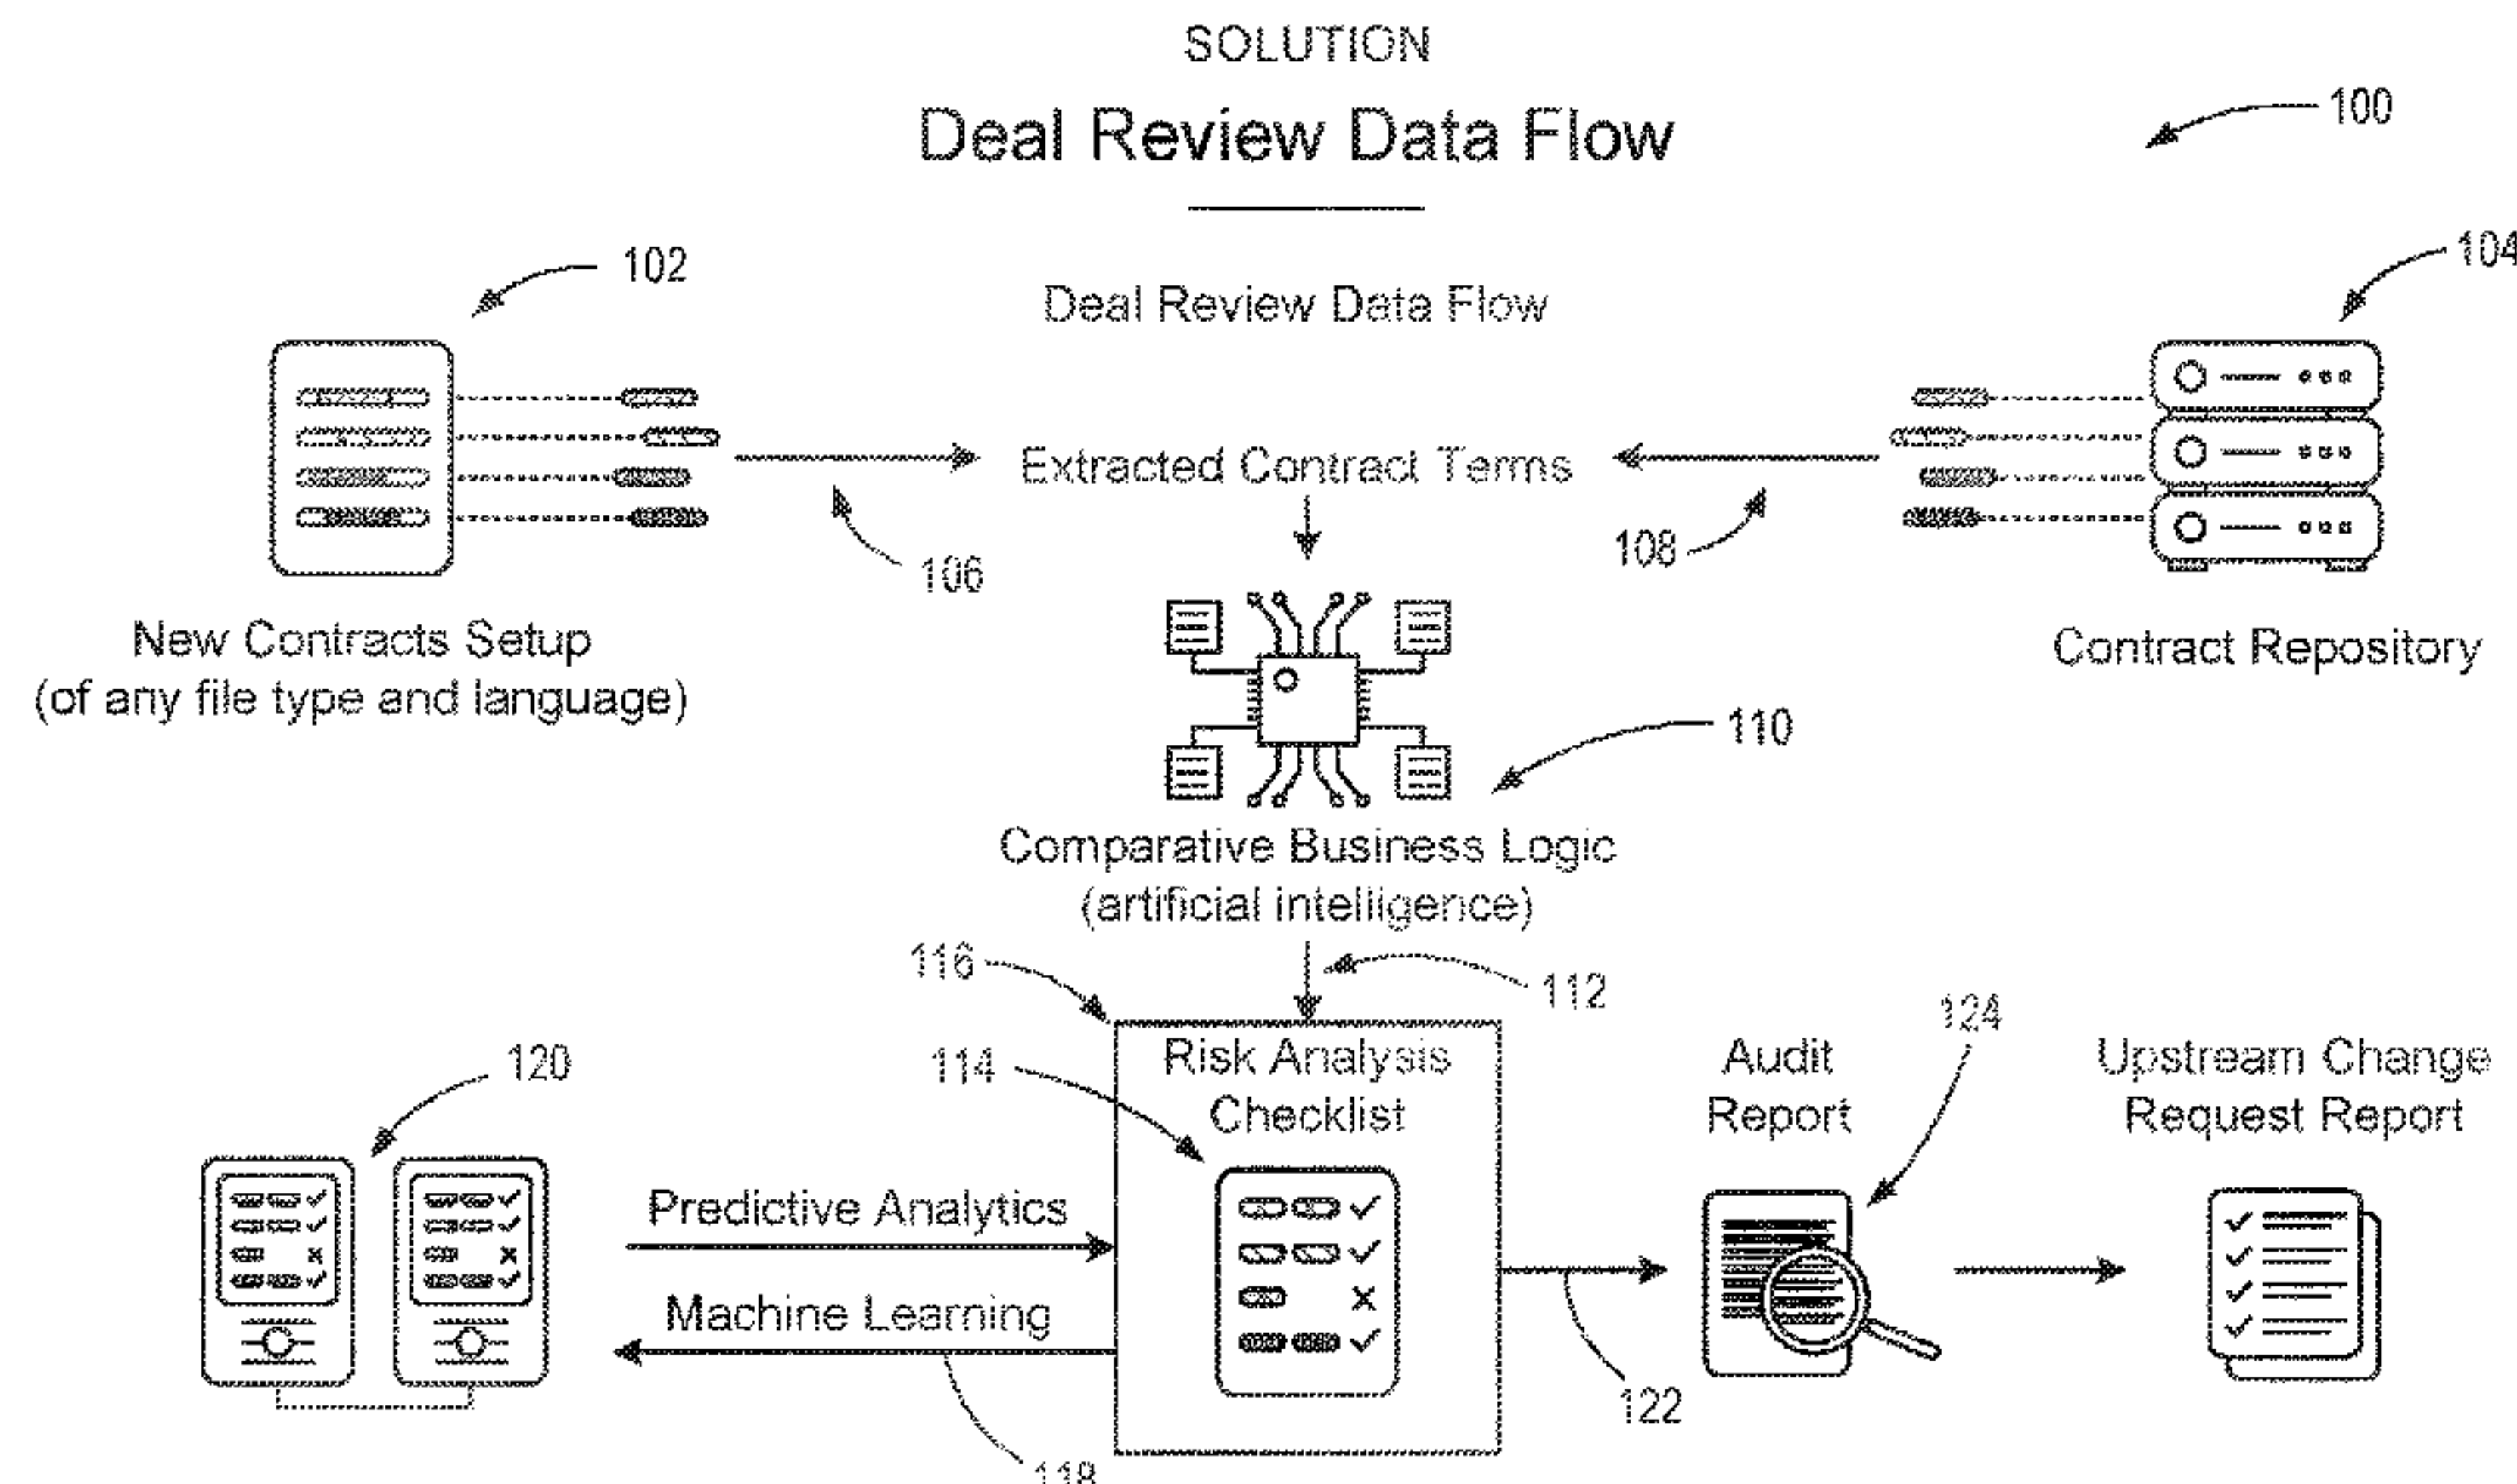 SOLUTION
Deal Review Data Flow
100
102
104
Deal Review Data Flow
Extracted Contract Terms
106
108
New Contracts Setup
(of any file type and language)
Contract Repository
110
Comparative Business Logic
(artificial intelligence)
116
112
120
114
Risk Analysis
Checklist
Audit
Report
124
Upstream Change
Request Report
Predictive Analytics
Machine Learning
122
118